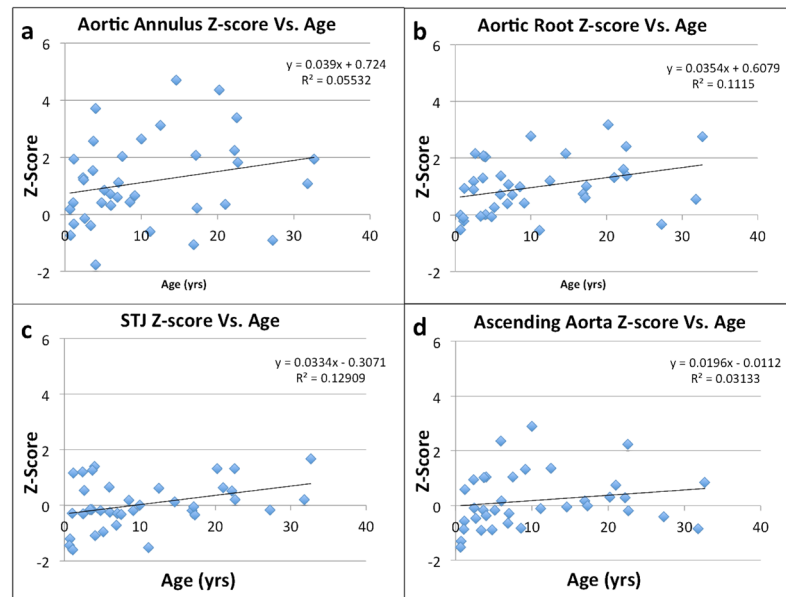 a
Aortic Annulus Z-score Vs. Age
y = 0.039x + 0.724
R² = 0.05532
6
4
2
0
-2
0
10
20
30
40
Z-Score
Age (yrs)
b
Aortic Root Z-score Vs. Age
y = 0.0354x + 0.6079
R² = 0.1115
6
4
2
0
-2
0
10
20
30
40
Z-Score
Age (yrs)
c
STJ Z-score Vs. Age
y = 0.0334x - 0.3071
R² = 0.12909
6
4
2
0
-2
0
10
20
30
40
Z-Score
Age (yrs)
d
Ascending Aorta Z-score Vs. Age
y = 0.0196x - 0.0112
R² = 0.03133
6
4
2
0
-2
0
10
20
30
40
Z-Score
Age (yrs)